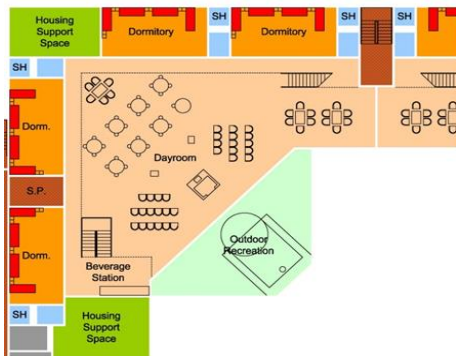 Housing
Support
Space
SH
SH
SH
SH
Dormitory
Dormitory
SH
Dorm.
Dayroom
S.P.
Dorm.
Outdoor
Recreation
Beverage
Station
SH
Housing
Support
Space